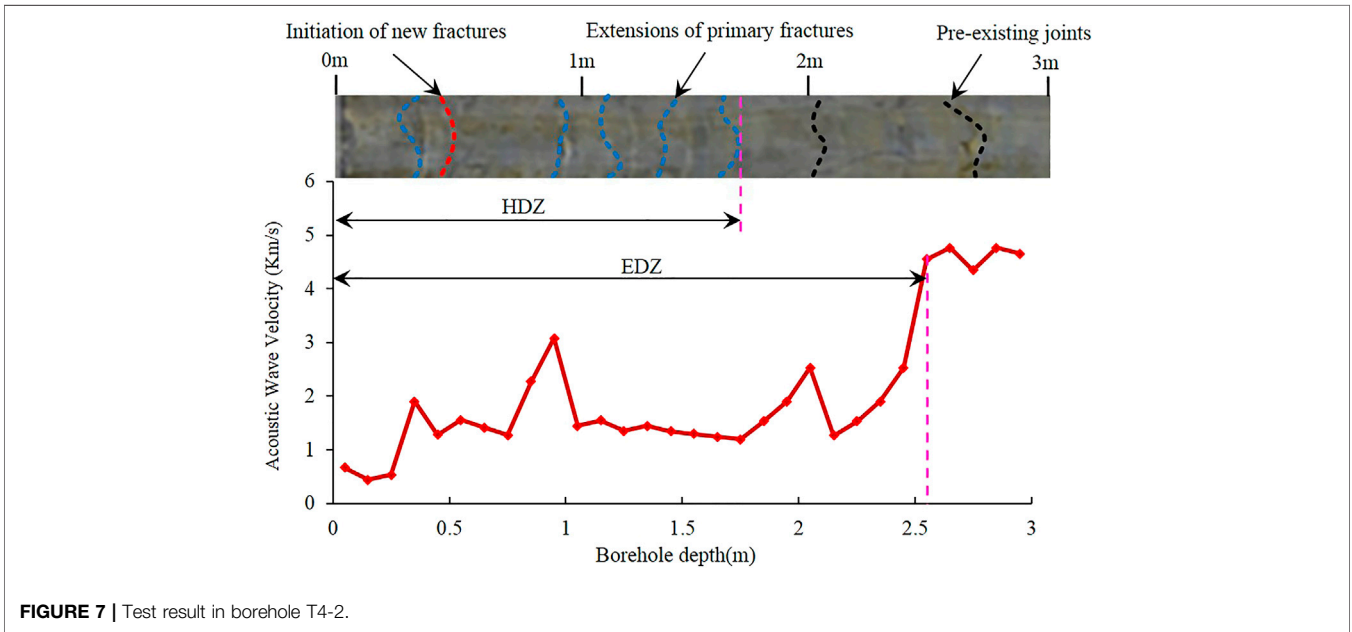 Initiation of new fractures
Extensions of primary fractures
Pre-existing joints
0m
1m
2m
3m
HDZ
EDZ
Acoustic Wave Velocity (Km/s)
6
5
4
3
2
1
0
0 0.5 1 1.5 2 2.5 3
Borehole depth(m)
FIGURE 7 | Test result in borehole T4-2.